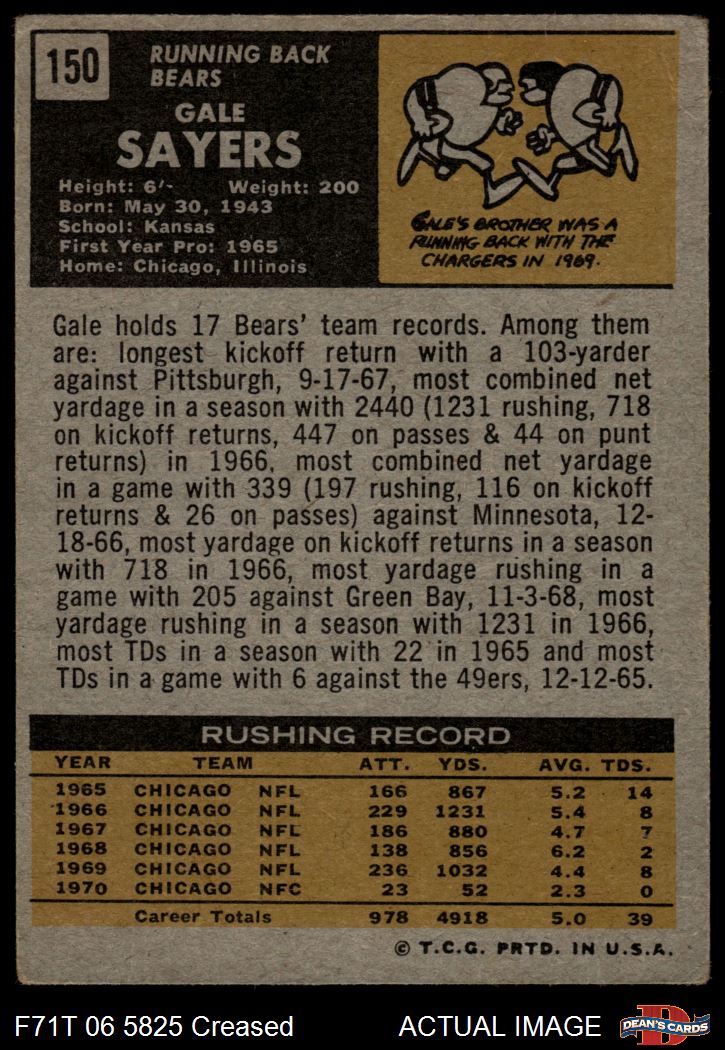 150
RUNNING BACK
BEARS
GALE
SAYERS
Height: 6'- Weight: 200
Born: May 30, 1943
School: Kansas
First Year Pro: 1965
Home: Chicago, Illinois
GALE'S BROTHER WAS A
RUNNING BACK WITH THE
CHARGERS IN 1969.
Gale holds 17 Bears' team records. Among them
are: longest kickoff return with a 103-yarder
against Pittsburgh, 9-17-67, most combined net
yardage in a season with 2440 (1231 rushing, 718
on kickoff returns, 447 on passes & 44 on punt
returns) in 1966, most combined net yardage
in a game with 339 (197 rushing, 116 on kickoff
returns & 26 on passes) against Minnesota, 12-
18-66, most yardage on kickoff returns in a season
with 718 in 1966, most yardage rushing in a
game with 205 against Green Bay, 11-3-68, most
yardage rushing in a season with 1231 in 1966,
most TDs in a season with 22 in 1965 and most
TDs in a game with 6 against the 49ers, 12-12-65.
RUSHING RECORD
YEAR TEAM ATT. YDS. AVG. TDS.
1965 CHICAGO NFL 166 867 5.2 14
1966 CHICAGO NFL 229 1231 5.4 8
1967 CHICAGO NFL 186 880 4.7 7
1968 CHICAGO NFL 138 856 6.2 2
1969 CHICAGO NFL 236 1032 4.4 8
1970 CHICAGO NFC 23 52 2.3 0
Career Totals 978 4918 5.0 39
© T.C.G. PRTD. IN U.S.A.
F71T 06 5825 Creased ACTUAL IMAGE
D
DEAN'S CARDS